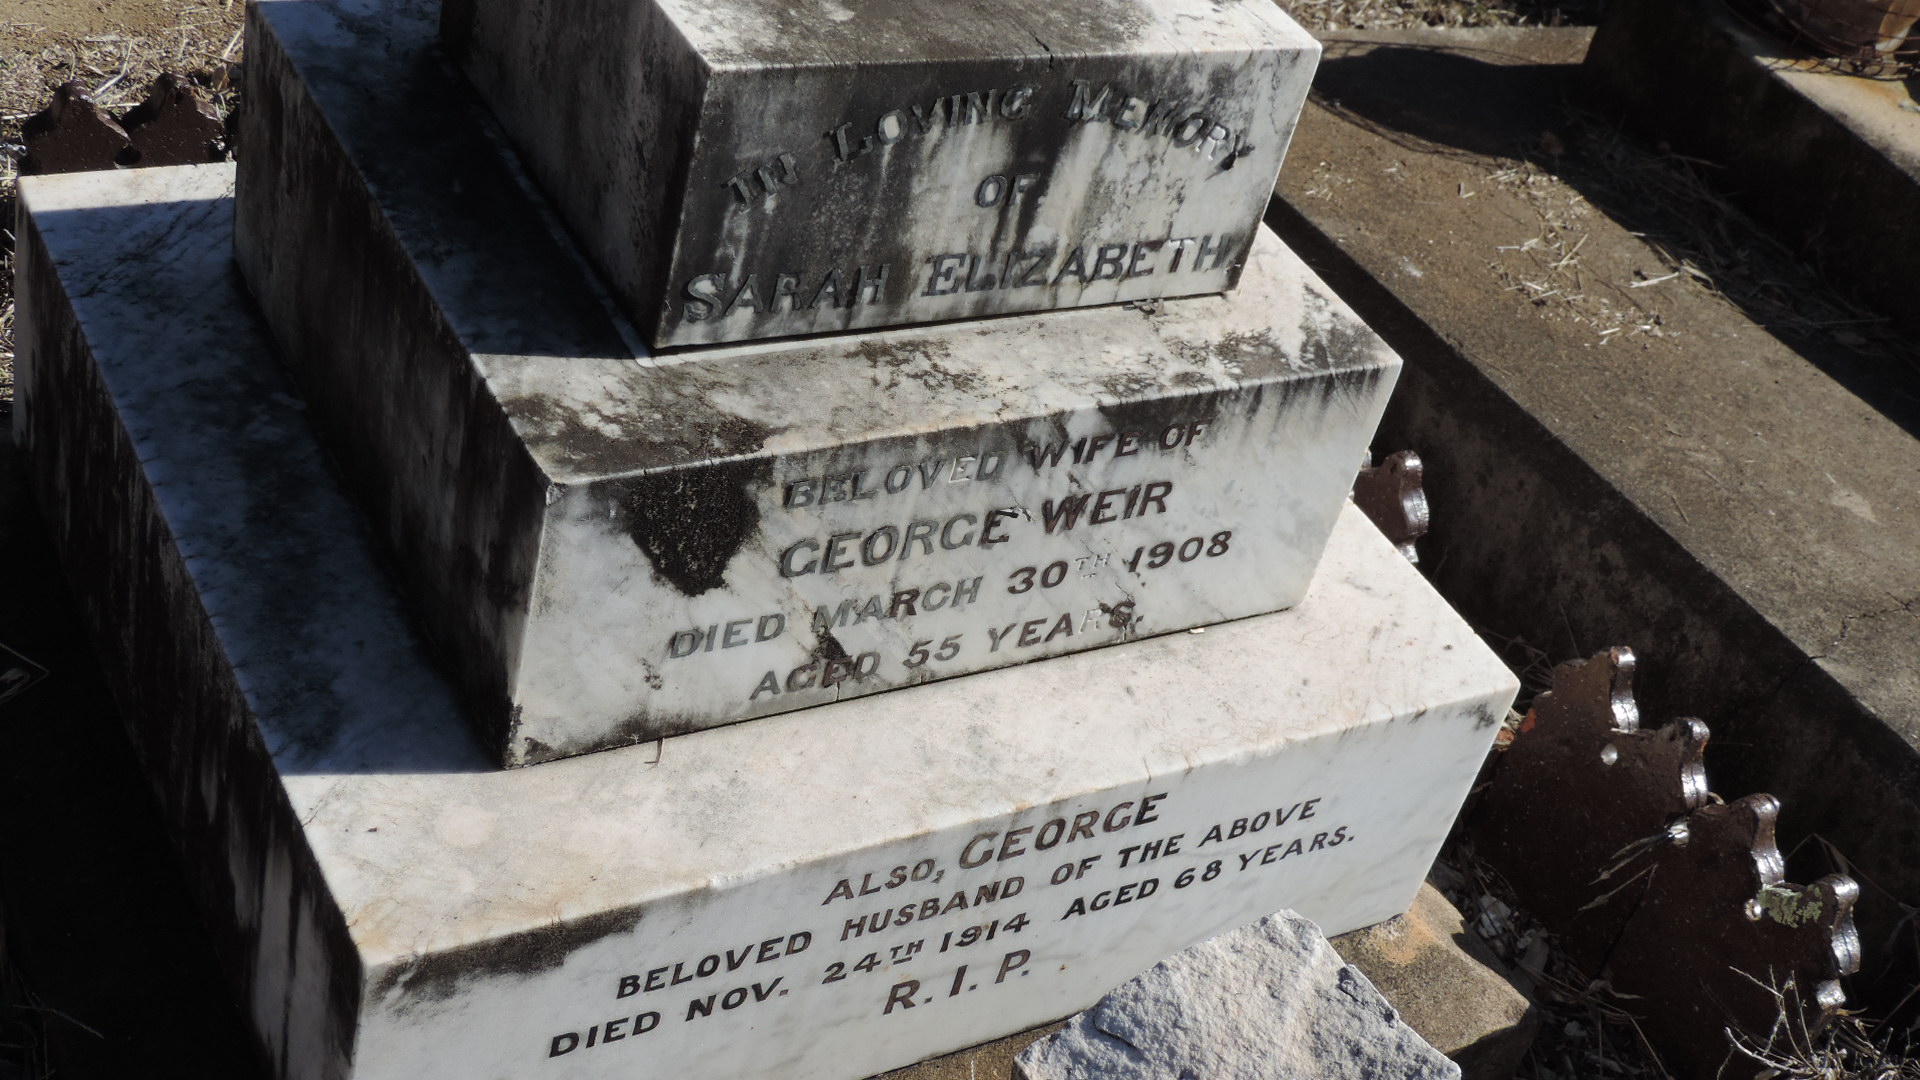 IN LOVING MEMORY
OF
SARAH ELIZABETH
BELOVED WIFE OF
GEORGE WEIR
DIED MARCH 30TH 1908
AGED 55 YEARS.
ALSO, GEORGE
BELOVED HUSBAND OF THE ABOVE
DIED NOV. 24TH 1914 AGED 68 YEARS.
R.I.P.